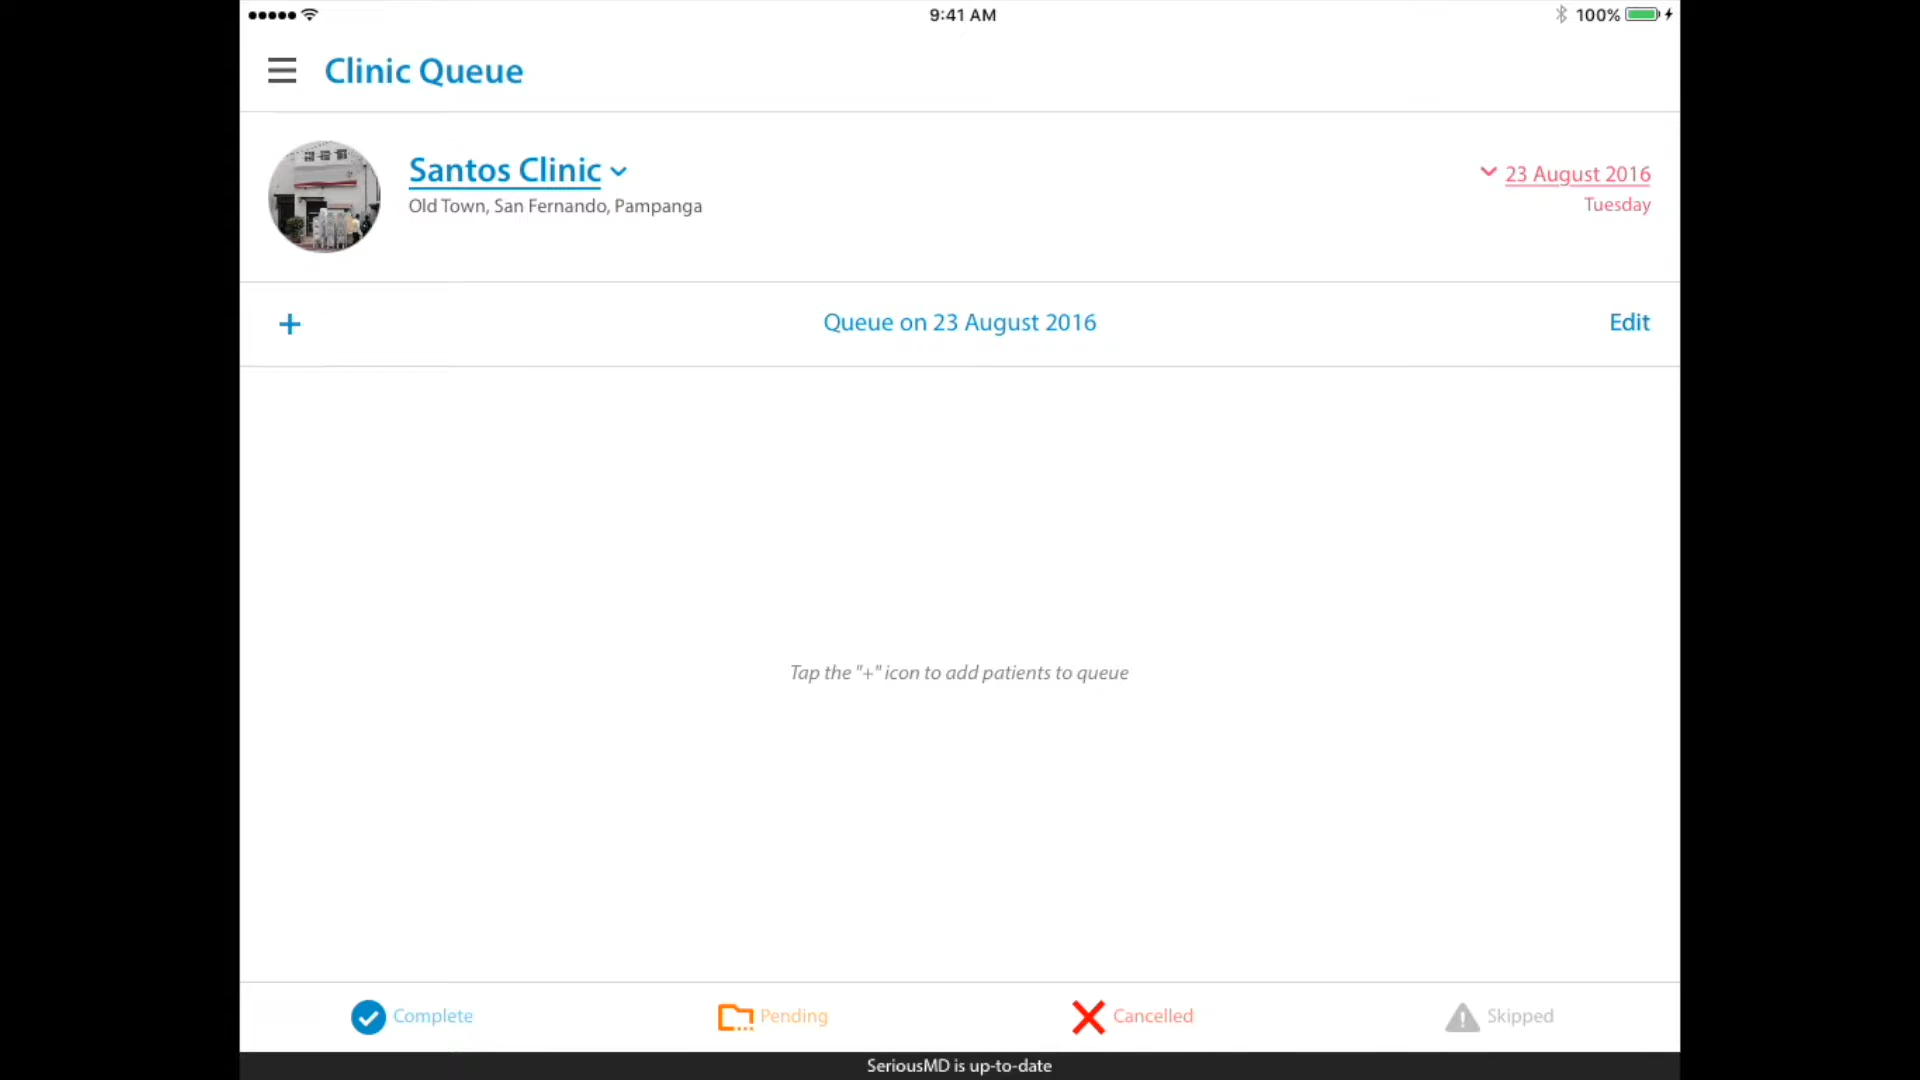 9:41 AM
100%
Clinic Queue
Santos Clinic
23 August 2016
Old Town, San Fernando, Pampanga
Tuesday
+ Queue on 23 August 2016 Edit
Tap the "+" icon to add patients to queue
Complete Pending Cancelled Skipped
SeriousMD is up-to-date